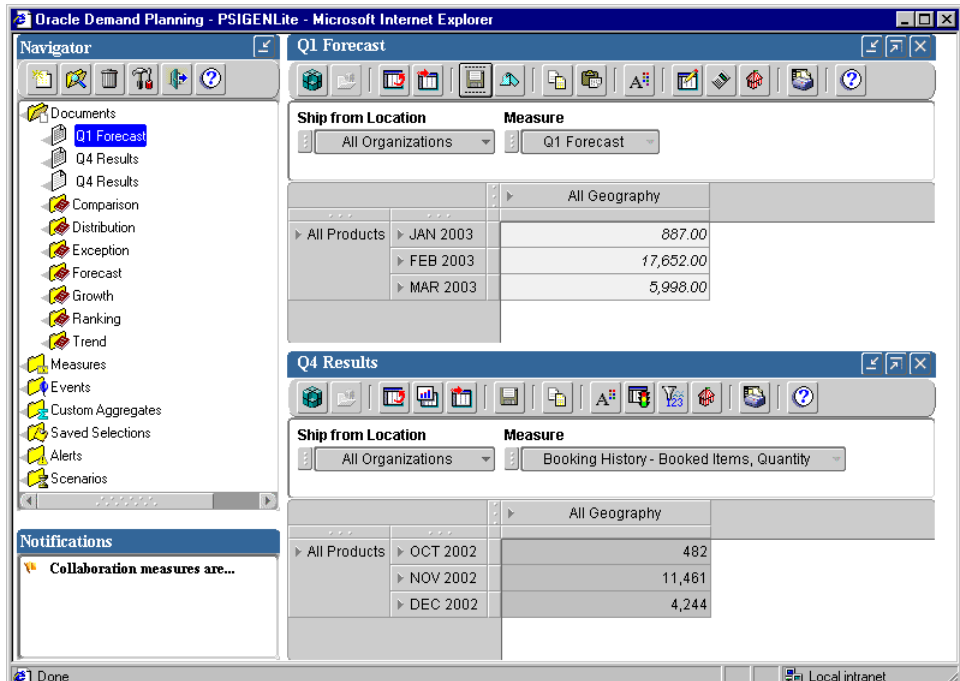 Oracle Demand Planning - PSIGENLite - Microsoft Internet Explorer
Navigator
Documents
Q1 Forecast
Q4 Results
Q4 Results
Comparison
Distribution
Exception
Forecast
Growth
Ranking
Trend
Measures
Events
Custom Aggregates
Saved Selections
Alerts
Scenarios
Notifications
Collaboration measures are...
Q1 Forecast
Ship from Location Measure
All Organizations Q1 Forecast
All Geography
All Products JAN 2003 887.00
FEB 2003 17,652.00
MAR 2003 5,998.00
Q4 Results
Ship from Location Measure
All Organizations Booking History - Booked Items, Quantity
All Geography
All Products OCT 2002 482
NOV 2002 11,461
DEC 2002 4,244
Done Local intranet